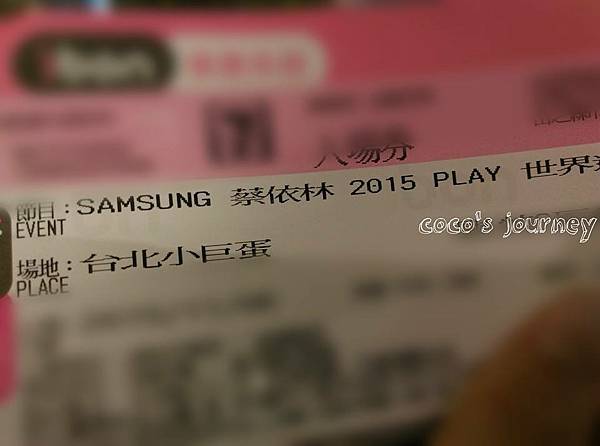 ibon
入場券
節目：SAMSUNG 蔡依林 2015 PLAY 世界
EVENT
coco's journey
場地：台北小巨蛋
PLACE